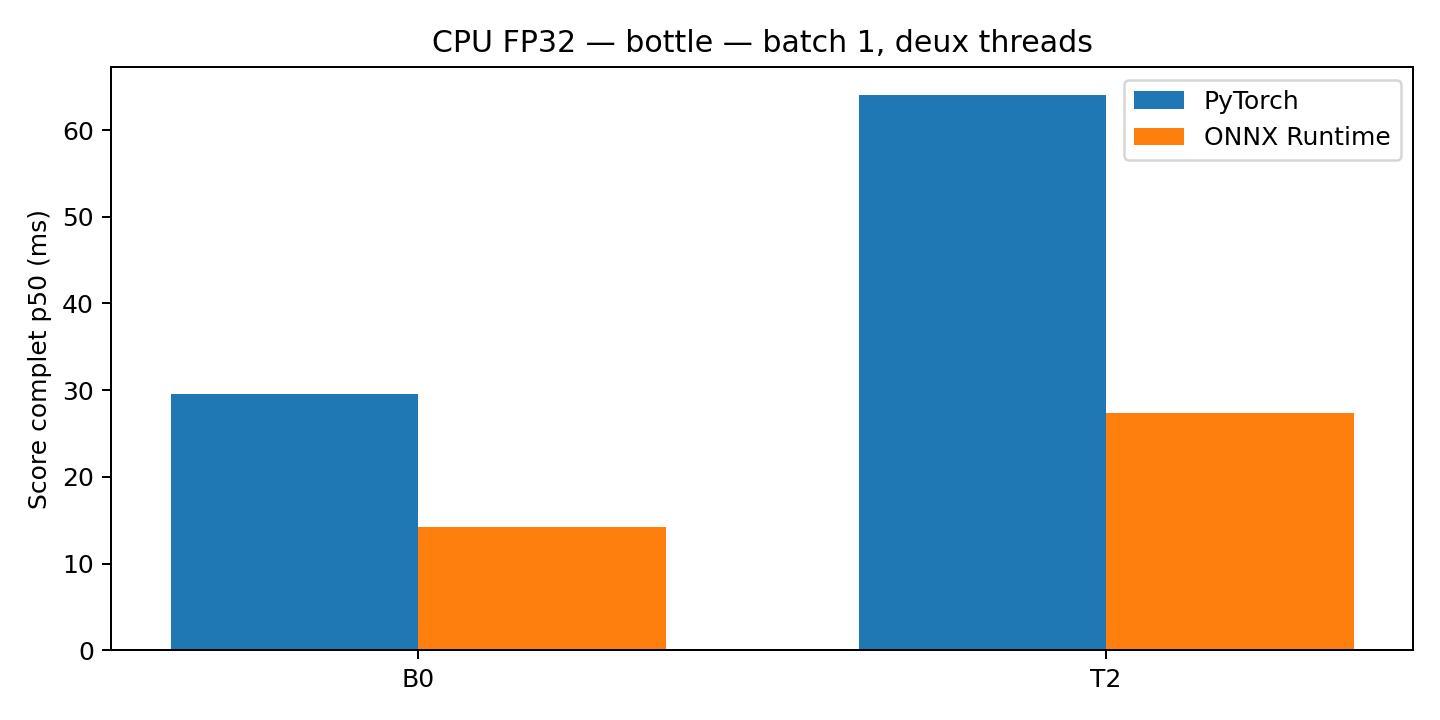 CPU FP32 — bottle — batch 1, deux threads
PyTorch
ONNX Runtime
Score complet p50 (ms)
60
50
40
30
20
10
0
B0
T2